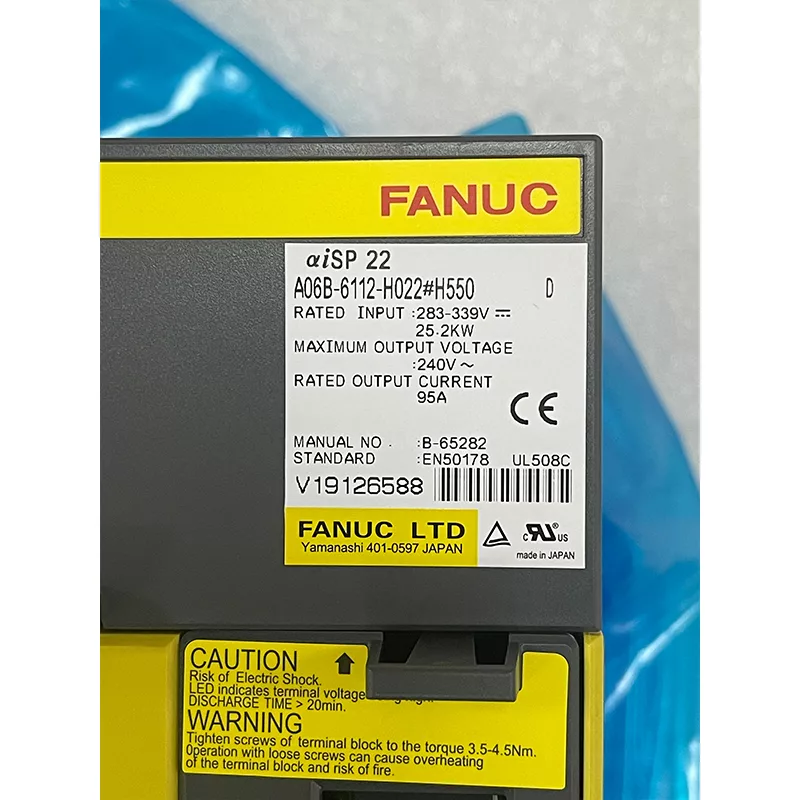 FANUC
αiSP 22
A06B-6112-H022#H550 D
RATED INPUT :283-339V ⎓
25.2KW
MAXIMUM OUTPUT VOLTAGE
:240V ~
RATED OUTPUT CURRENT
95A
CE
MANUAL NO. :B-65282
STANDARD :EN50178 UL508C
V19126588
FANUC LTD
Yamanashi 401-0597 JAPAN
c RU US
made in JAPAN
CAUTION
Risk of Electric Shock.
LED indicates terminal voltage
DISCHARGE TIME > 20min.
WARNING
Tighten screws of terminal block to the torque 3.5-4.5Nm.
Operation with loose screws can cause overheating
of the terminal block and risk of fire.